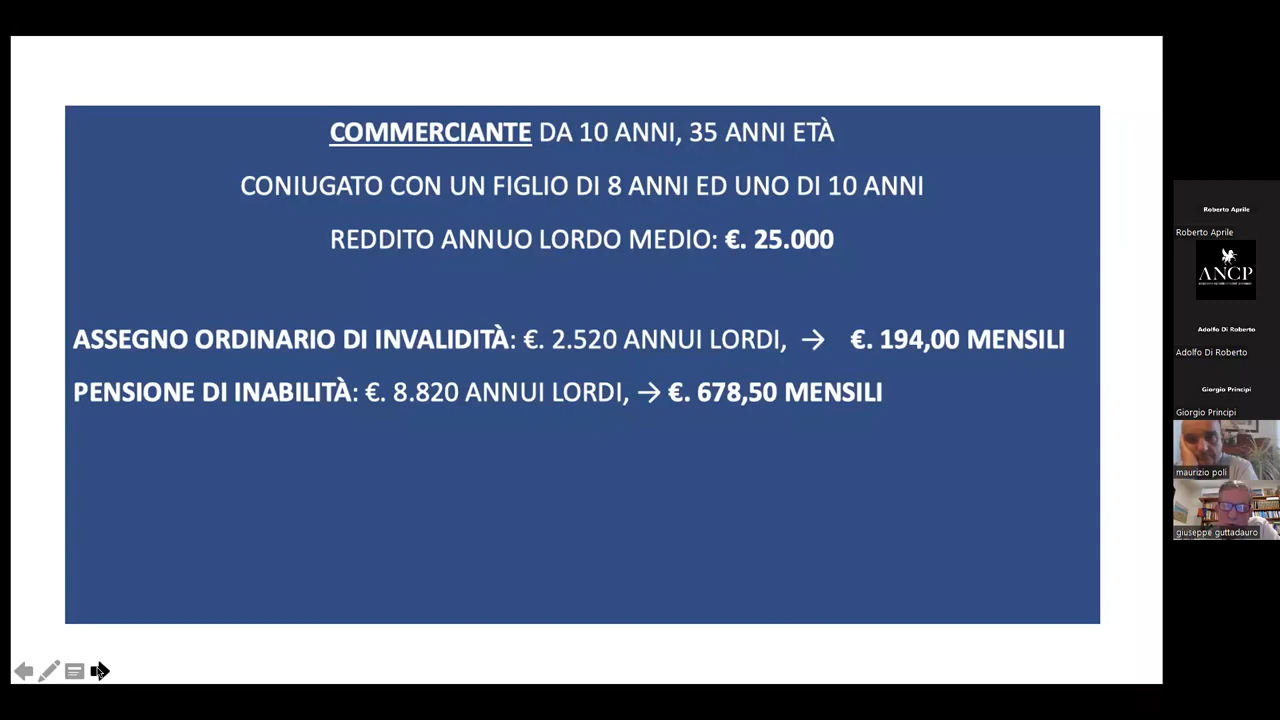 COMMERCIANTE DA 10 ANNI, 35 ANNI ETÀ
CONIUGATO CON UN FIGLIO DI 8 ANNI ED UNO DI 10 ANNI
REDDITO ANNUO LORDO MEDIO: €. 25.000
ASSEGNO ORDINARIO DI INVALIDITÀ: €. 2.520 ANNUI LORDI, → €. 194,00 MENSILI
PENSIONE DI INABILITÀ: €. 8.820 ANNUI LORDI, → €. 678,50 MENSILI
Roberto Aprile
Roberto Aprile
ANCP
Adolfo Di Roberto
Adolfo Di Roberto
Giorgio Principi
Giorgio Principi
maurizio poli
giuseppe guttadauro